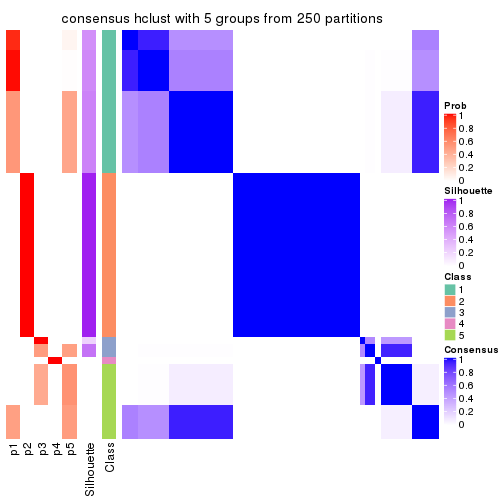 consensus hclust with 5 groups from 250 partitions
Prob
1
0.8
0.6
0.4
0.2
0
Silhouette
1
0.8
0.6
0.4
0.2
0
Class
1
2
3
4
5
Consensus
1
0.8
0.6
0.4
0.2
0
p1
p2
p3
p4
p5
Silhouette
Class